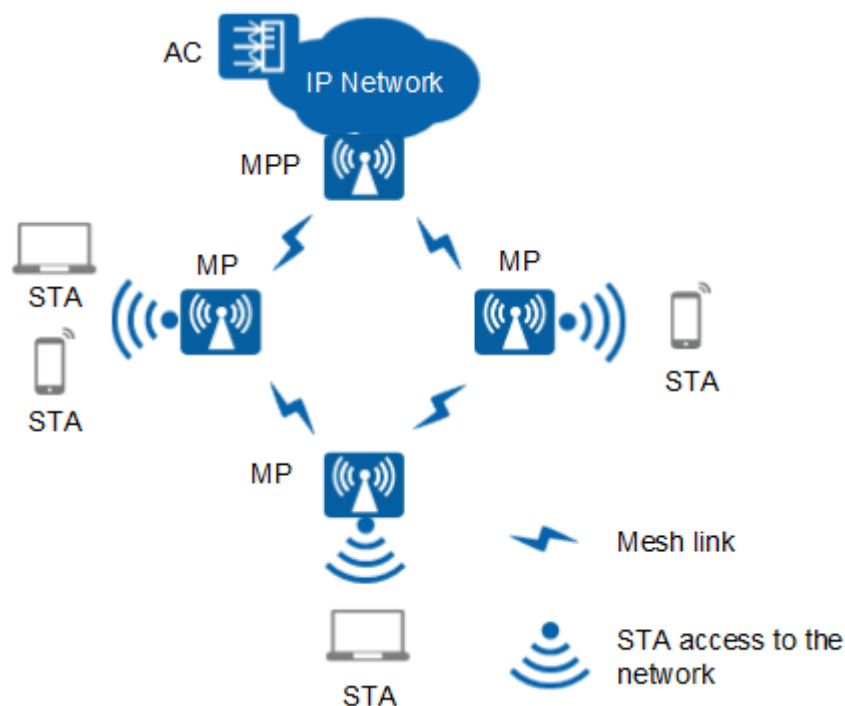 AC
IP Network
MPP
MP
MP
STA
STA
STA
MP
Mesh link
STA access to the
network
STA